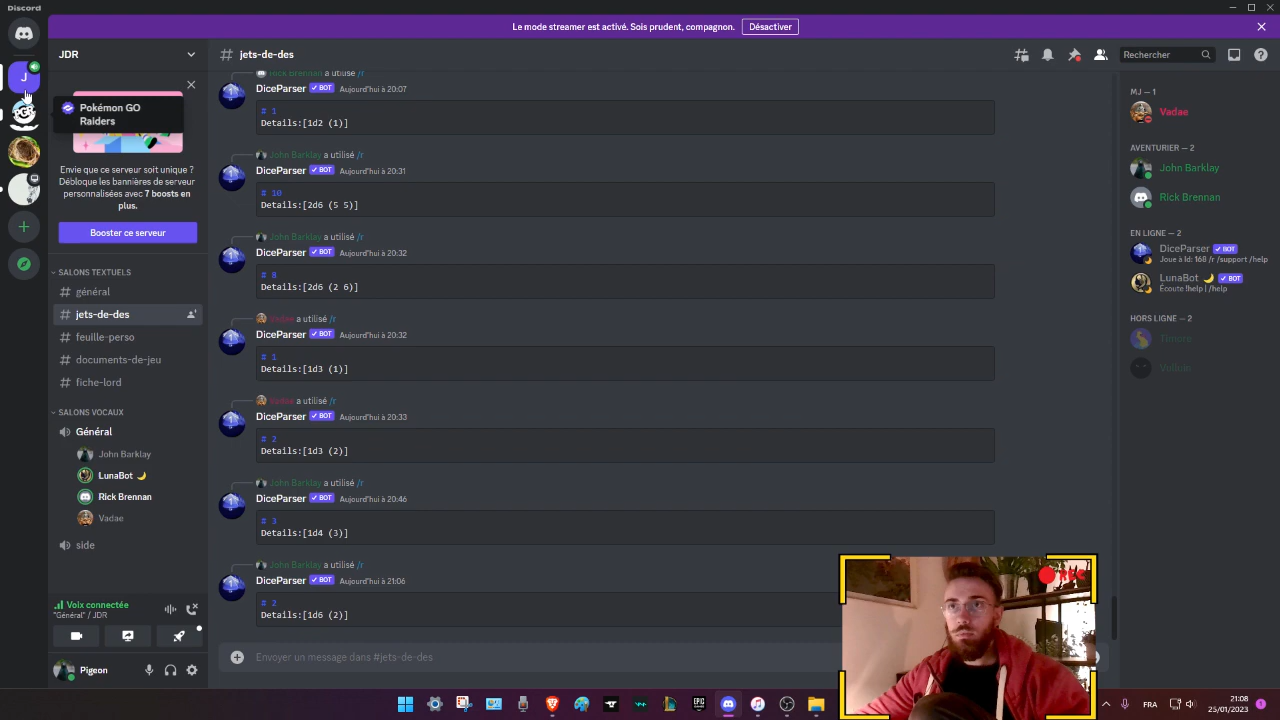 Discord
Le mode streamer est activé. Sois prudent, compagnon.
Désactiver
JDR
Pokémon GO
Raiders
Envie que ce serveur soit unique ?
Débloque les bannières de serveur
personnalisées avec 7 boosts en
plus.
Booster ce serveur
SALONS TEXTUELS
# général
# jets-de-des
# feuille-perso
# documents-de-jeu
# fiche-lord
SALONS VOCAUX
Général
John Barklay
LunaBot 🌙
Rick Brennan
Vadae
side
Voix connectée
"Général" / JDR
Pigeon
# jets-de-des
Rechercher
Rick Brennan a utilisé /r
DiceParser ✓ BOT Aujourd'hui à 20:07
# 1
Details:[1d2 (1)]
John Barklay a utilisé /r
DiceParser ✓ BOT Aujourd'hui à 20:31
# 10
Details:[2d6 (5 5)]
John Barklay a utilisé /r
DiceParser ✓ BOT Aujourd'hui à 20:32
# 8
Details:[2d6 (2 6)]
Vadae a utilisé /r
DiceParser ✓ BOT Aujourd'hui à 20:32
# 1
Details:[1d3 (1)]
Vadae a utilisé /r
DiceParser ✓ BOT Aujourd'hui à 20:33
# 2
Details:[1d3 (2)]
John Barklay a utilisé /r
DiceParser ✓ BOT Aujourd'hui à 20:46
# 3
Details:[1d4 (3)]
John Barklay a utilisé /r
DiceParser ✓ BOT Aujourd'hui à 21:06
# 2
Details:[1d6 (2)]
Envoyer un message dans #jets-de-des
MJ — 1
Vadae
AVENTURIER — 2
John Barklay
Rick Brennan
EN LIGNE — 2
DiceParser ✓ BOT
Joue à Id: 168 /r /support /help
LunaBot 🌙 ✓ BOT
Écoute !help | /help
HORS LIGNE — 2
REC
J
PGR
EPIC
FRA
21:08
25/01/2023